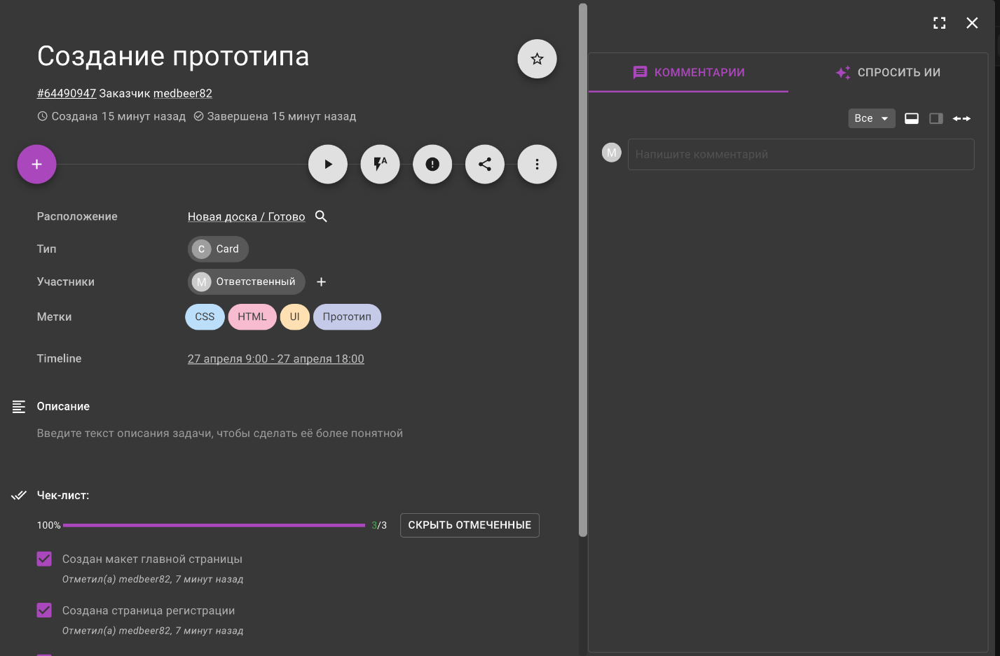 Создание прототипа
#64490947 Заказчик medbeer82
Создана 15 минут назад Завершена 15 минут назад
A
Расположение Новая доска / Готово
Тип C Card
Участники M Ответственный
Метки CSS HTML UI Прототип
Timeline 27 апреля 9:00 - 27 апреля 18:00
Описание
Введите текст описания задачи, чтобы сделать её более понятной
Чек-лист:
100% 3/3 СКРЫТЬ ОТМЕЧЕННЫЕ
Создан макет главной страницы
Отметил(а) medbeer82, 7 минут назад
Создана страница регистрации
Отметил(а) medbeer82, 7 минут назад
КОММЕНТАРИИ СПРОСИТЬ ИИ
Все
M Напишите комментарий